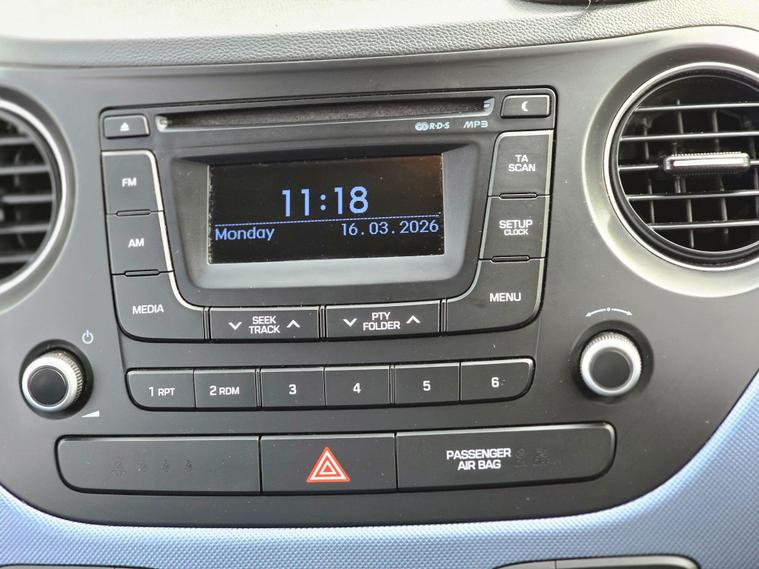 R·D·S MP3
FM
TA
SCAN
11:18
Monday 16.03.2026
AM
SETUP
CLOCK
MEDIA
SEEK
TRACK
PTY
FOLDER
MENU
1 RPT
2 RDM
3
4
5
6
PASSENGER
AIR BAG